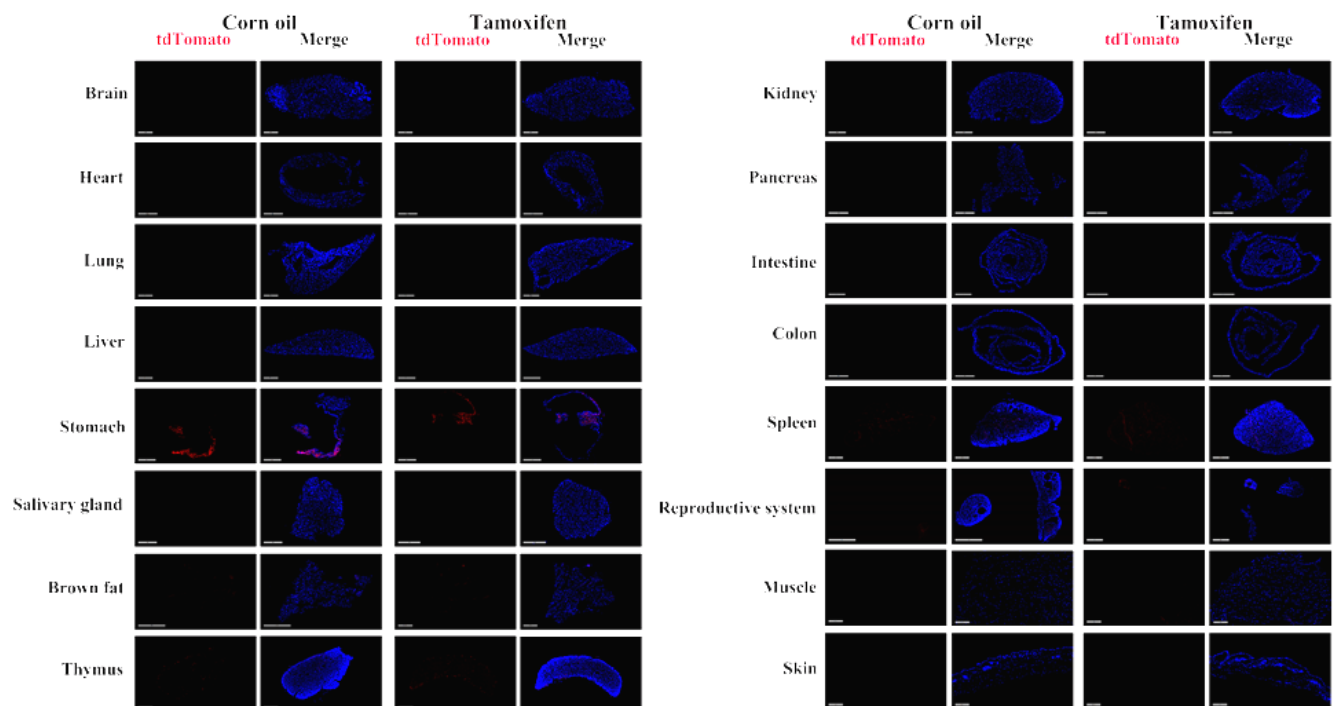 Corn oil Tamoxifen
tdTomato Merge tdTomato Merge
Brain
Heart
Lung
Liver
Stomach
Salivary gland
Brown fat
Thymus
Corn oil Tamoxifen
tdTomato Merge tdTomato Merge
Kidney
Pancreas
Intestine
Colon
Spleen
Reproductive system
Muscle
Skin